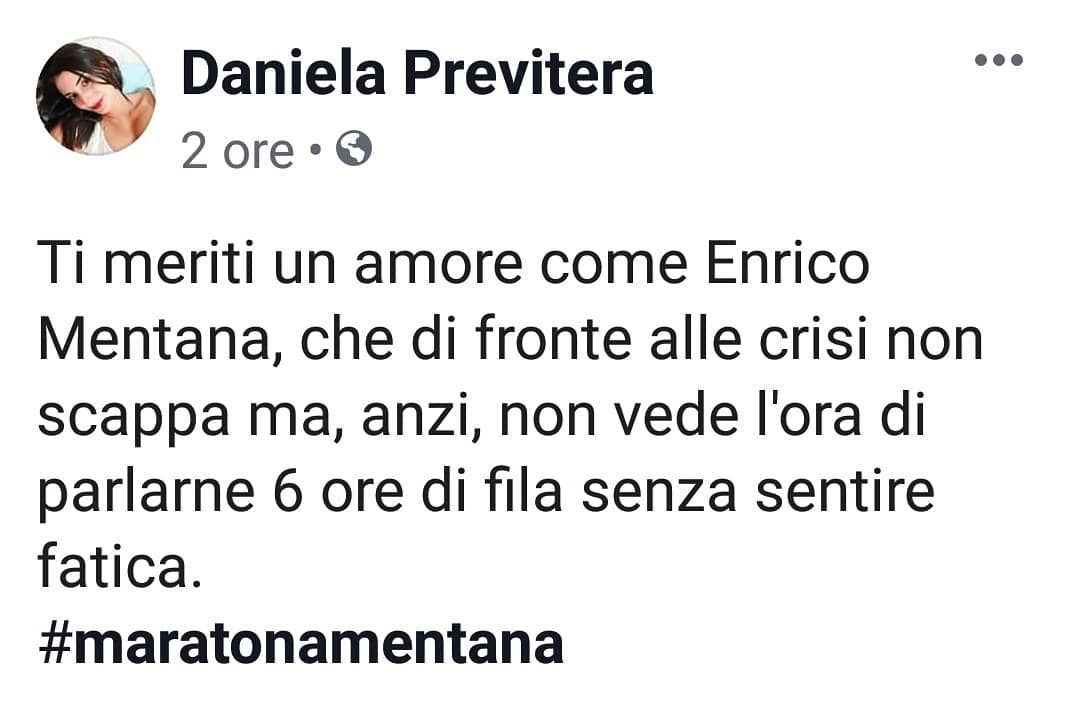 Daniela Previtera
2 ore •
Ti meriti un amore come Enrico
Mentana, che di fronte alle crisi non
scappa ma, anzi, non vede l'ora di
parlarne 6 ore di fila senza sentire
fatica.
#maratonamentana